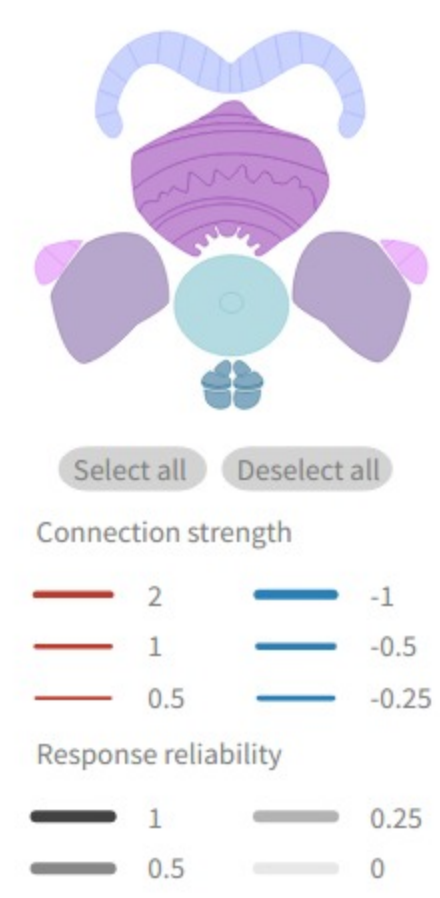 Select all Deselect all
Connection strength
2 -1
1 -0.5
0.5 -0.25
Response reliability
1 0.25
0.5 0